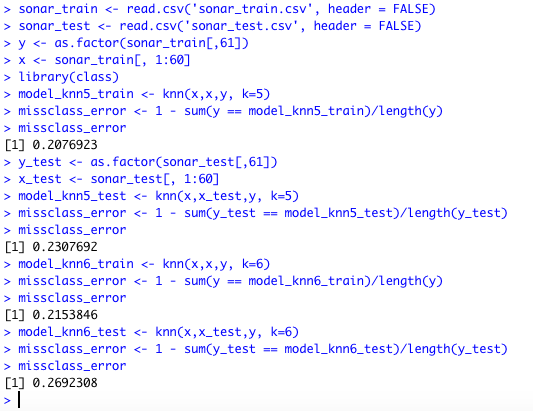 > sonar_train <- read.csv('sonar_train.csv', header = FALSE)
> sonar_test <- read.csv('sonar_test.csv', header = FALSE)
> y <- as.factor(sonar_train[,61])
> x <- sonar_train[, 1:60]
> library(class)
> model_knn5_train <- knn(x,x,y, k=5)
> missclass_error <- 1 - sum(y == model_knn5_train)/length(y)
> missclass_error
[1] 0.2076923
> y_test <- as.factor(sonar_test[,61])
> x_test <- sonar_test[, 1:60]
> model_knn5_test <- knn(x,x_test,y, k=5)
> missclass_error <- 1 - sum(y_test == model_knn5_test)/length(y_test)
> missclass_error
[1] 0.2307692
> model_knn6_train <- knn(x,x,y, k=6)
> missclass_error <- 1 - sum(y == model_knn6_train)/length(y)
> missclass_error
[1] 0.2153846
> model_knn6_test <- knn(x,x_test,y, k=6)
> missclass_error <- 1 - sum(y_test == model_knn6_test)/length(y_test)
> missclass_error
[1] 0.2692308
>